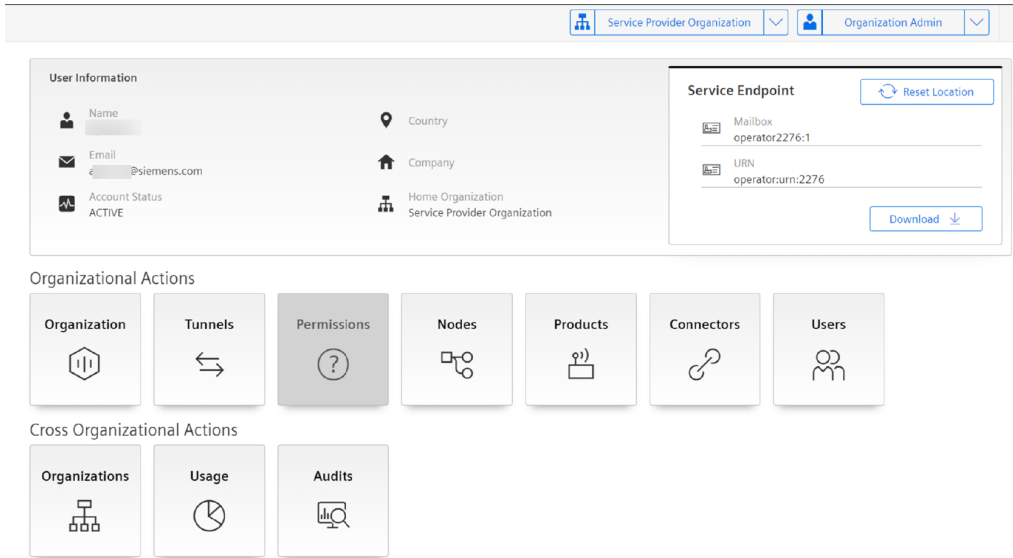 Service Provider Organization
Organization Admin
User Information
Name
Country
Email
@siemens.com
Company
Account Status
ACTIVE
Home Organization
Service Provider Organization
Service Endpoint
Reset Location
Mailbox
operator2276:1
URN
operator:urn:2276
Download
Organizational Actions
Organization
Tunnels
Permissions
?
Nodes
Products
Connectors
Users
Cross Organizational Actions
Organizations
Usage
Audits